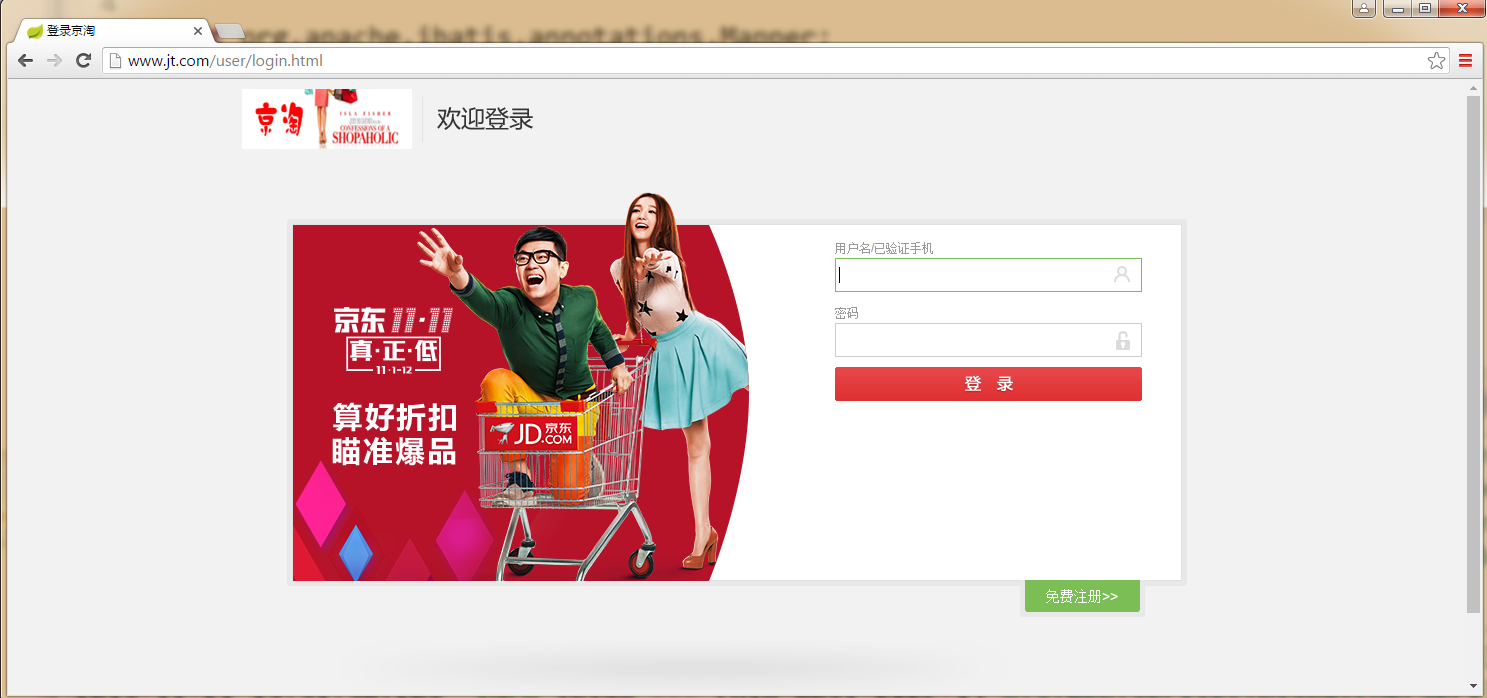 登录京淘
org.apache.ibatis.annotations.Mapper;
www.jt.com/user/login.html
京淘
ISLA FISHER
CONFESSIONS OF A
SHOPAHOLIC
欢迎登录
用户名/已验证手机
密码
登 录
京东 11·11
真·正·低
11·1-12
算好折扣
瞄准爆品
JD.COM 京东
免费注册>>